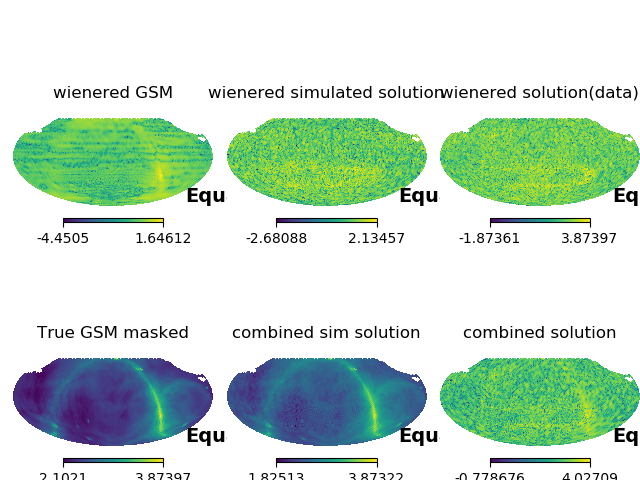 wienered GSM
wienered simulated solution
wienered solution(data)
Equ
Equ
Eq
-4.4505 1.64612
-2.68088 2.13457
-1.87361 3.87397
True GSM masked
combined sim solution
combined solution
Equ
Equ
Eq
2.1021 3.87397
1.82513 3.87322
-0.778676 4.02709